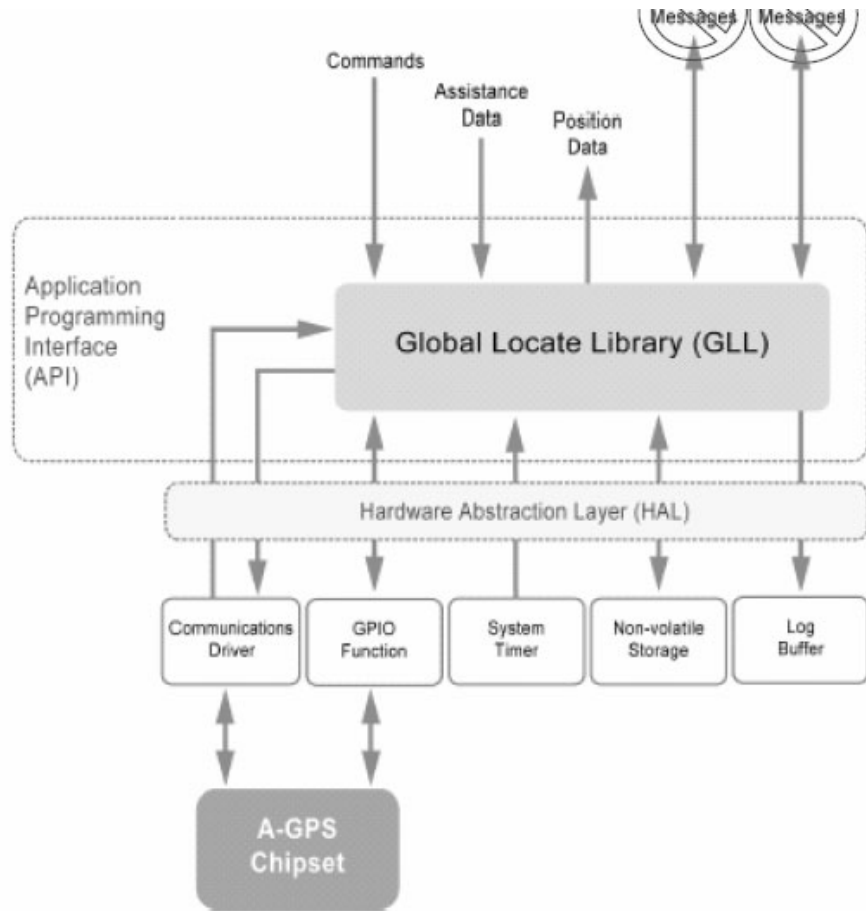 Messages
Messages
Commands
Assistance
Data
Position
Data
Application
Programming
Interface
(API)
Global Locate Library (GLL)
Hardware Abstraction Layer (HAL)
Communications
Driver
GPIO
Function
System
Timer
Non-volatile
Storage
Log
Buffer
A-GPS
Chipset